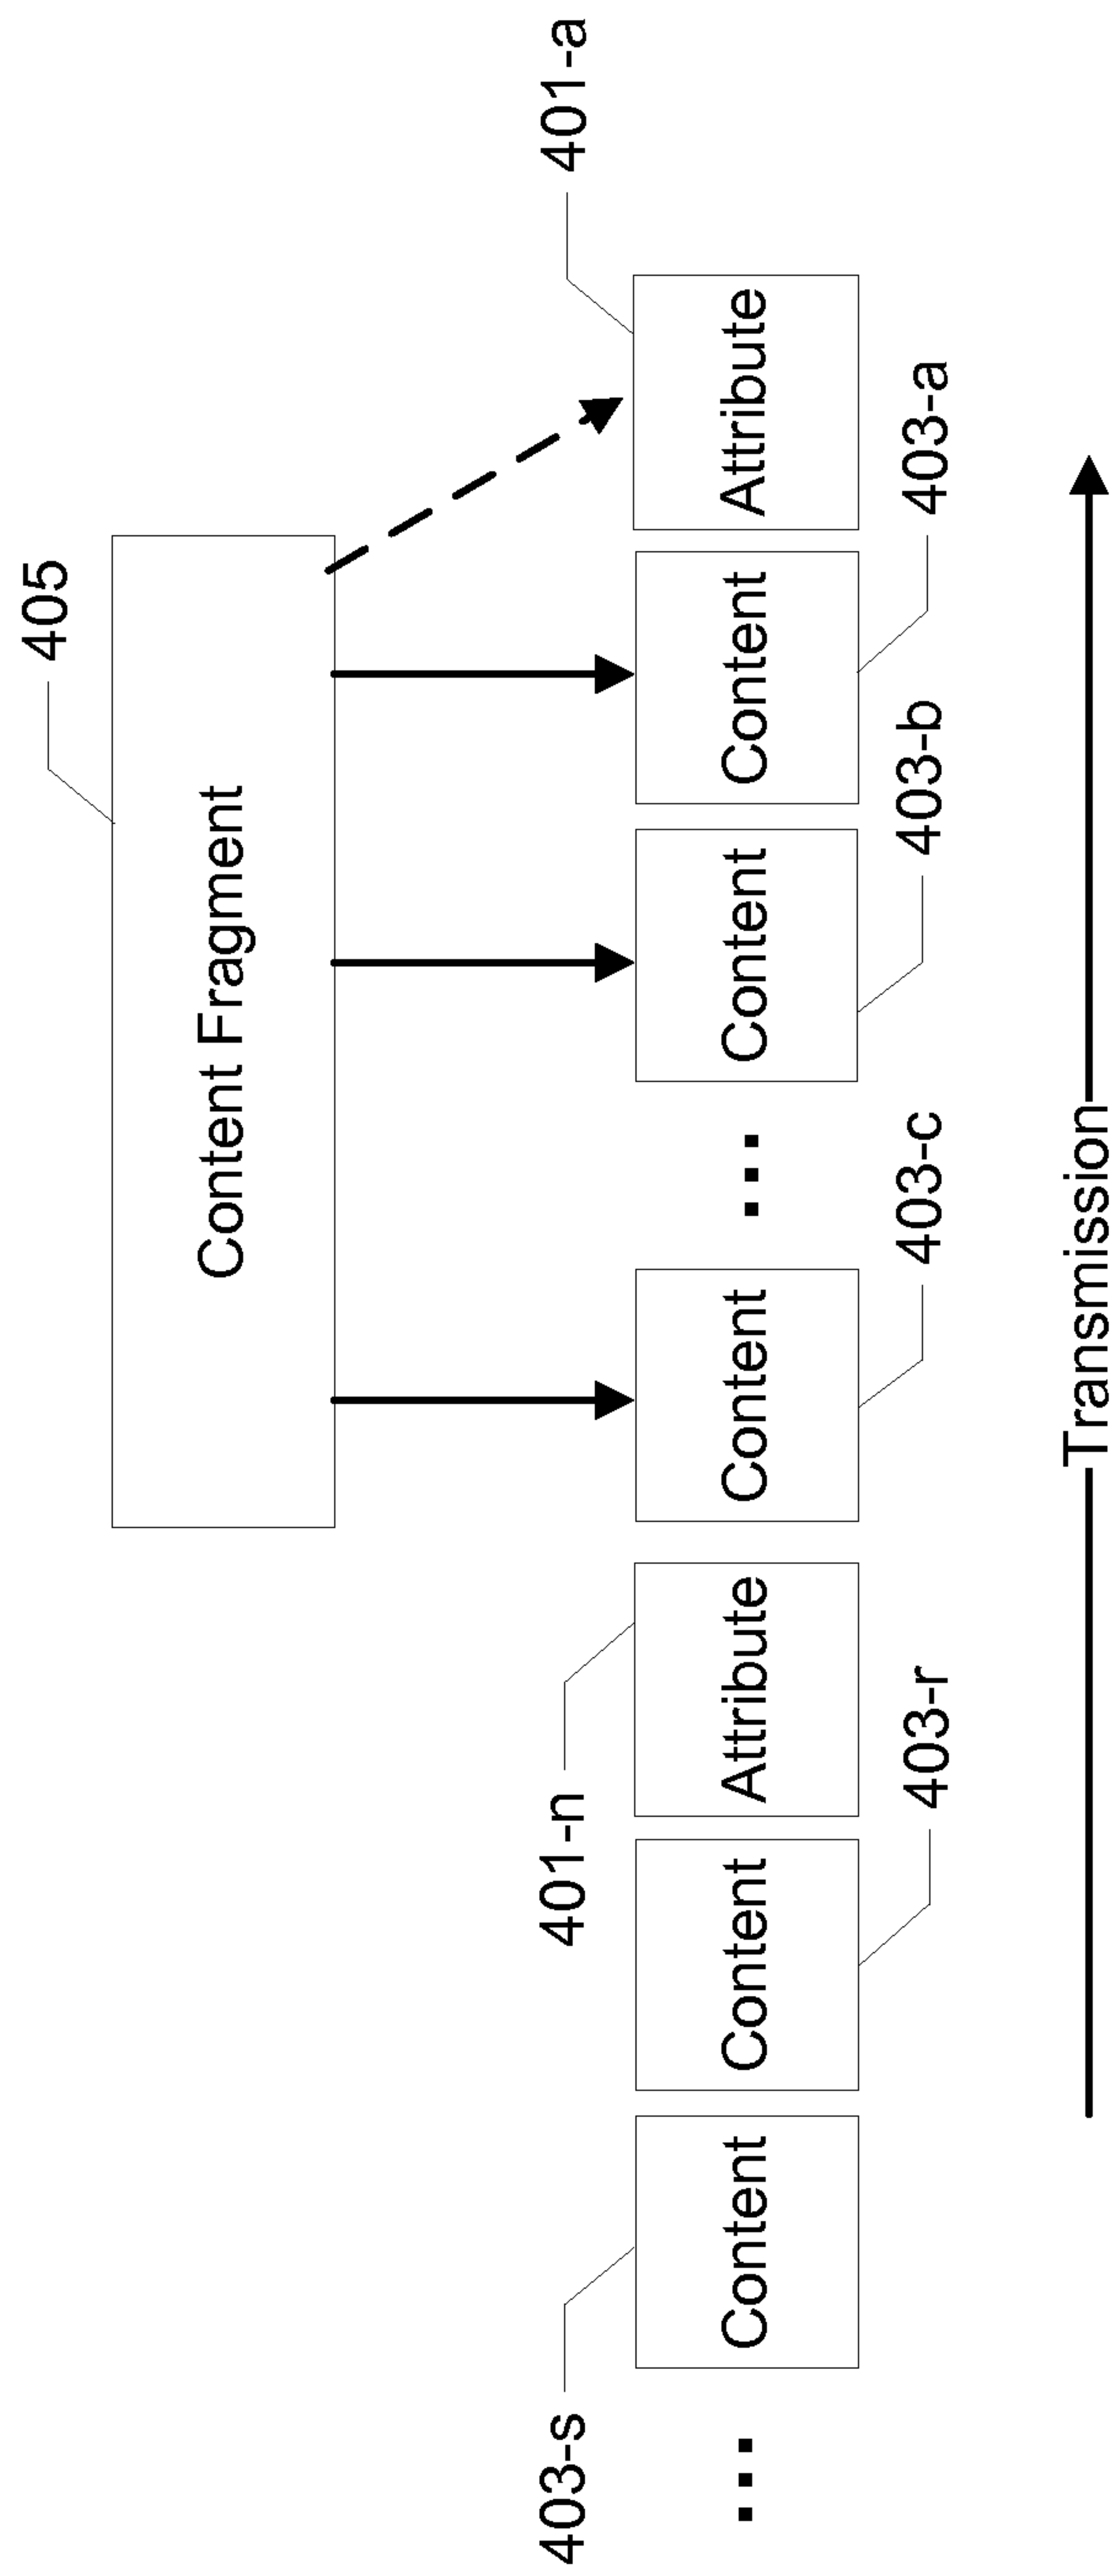 405
Content Fragment
401-n
401-a
403-s
...
Content
Content
Attribute
Content
...
Content
Content
Attribute
403-r
403-c
403-b
403-a
Transmission